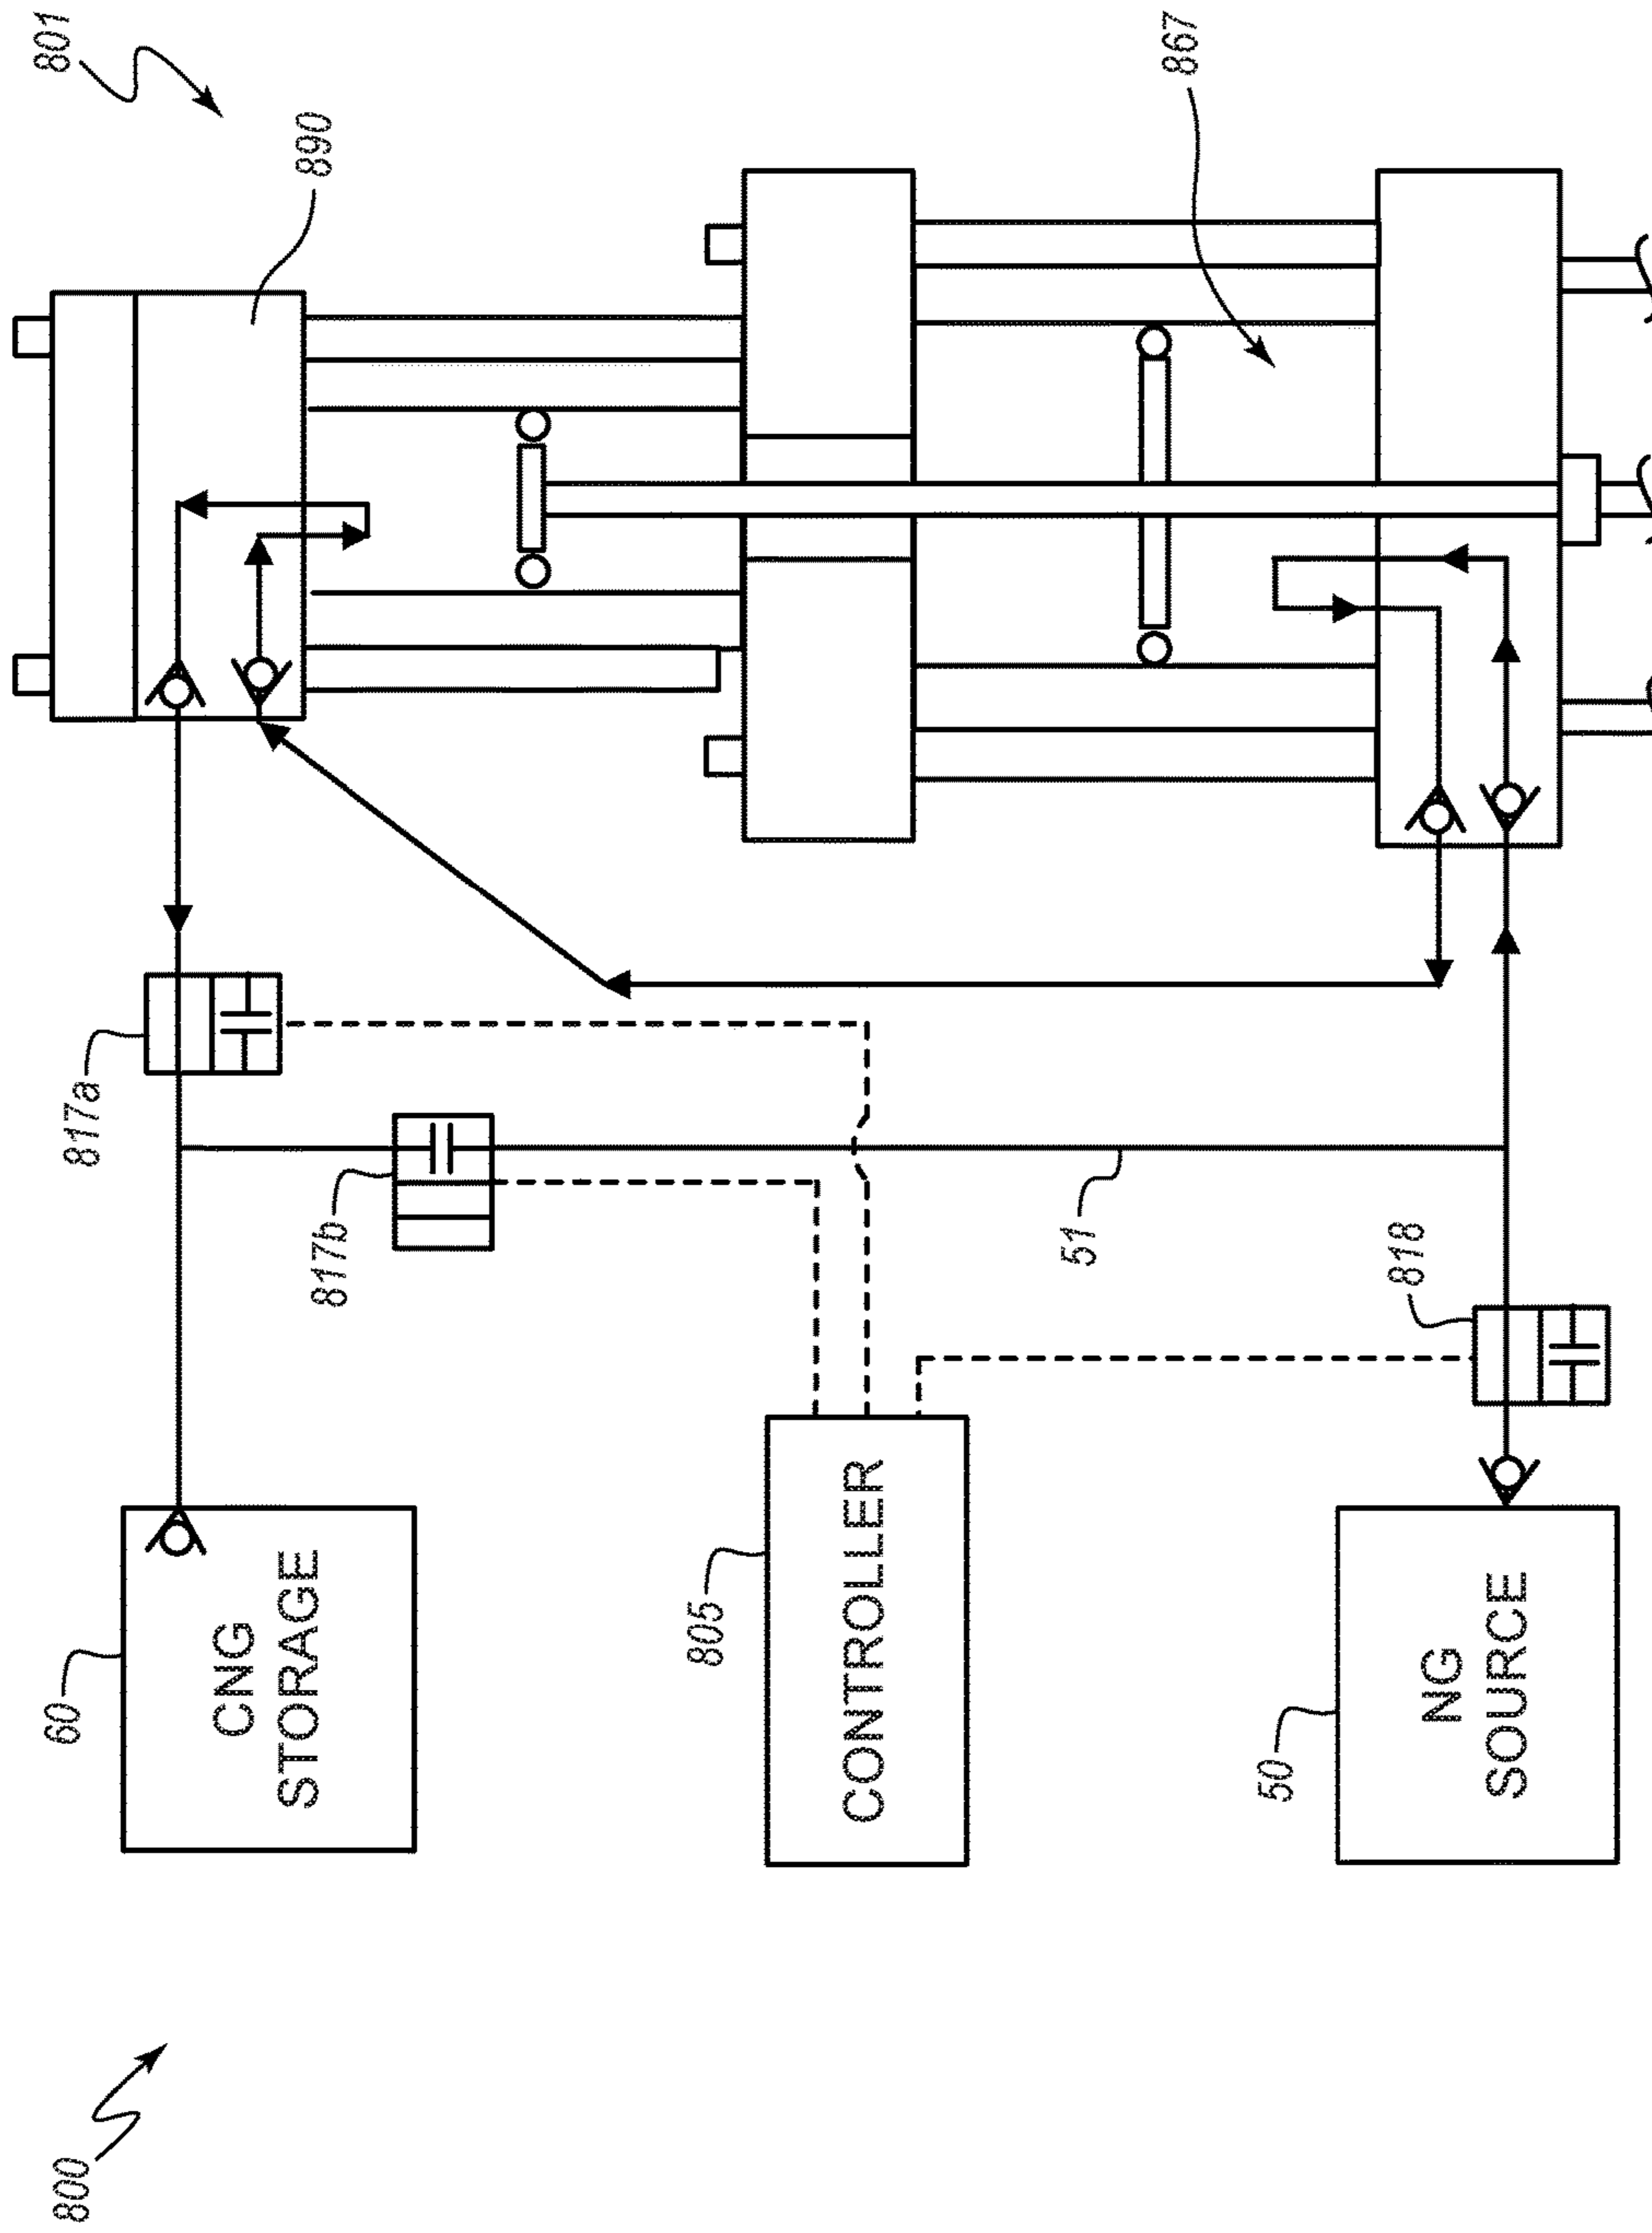 800
801
890
867
817a
817b
51
818
60
CNG
STORAGE
805
CONTROLLER
50
NG
SOURCE